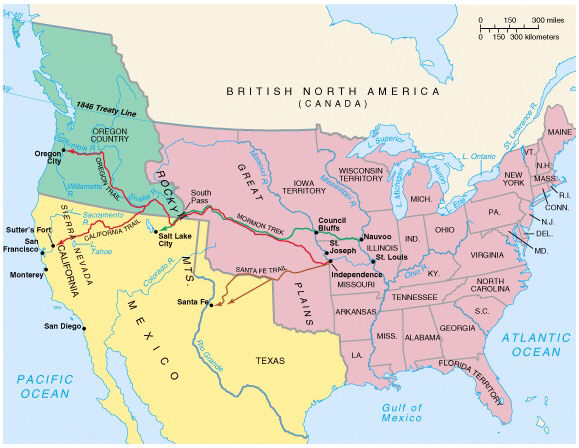 54°40'
49°
0 150 300 miles
0 150 300 kilometers
BRITISH NORTH AMERICA
(CANADA)
1846 Treaty Line
OREGON
COUNTRY
Columbia R.
Oregon
City
OREGON TRAIL
Willamette
R.
Snake R.
ROCKY
MTS.
South
Pass
GREAT
PLAINS
Missouri R.
Mississippi R.
IOWA
TERRITORY
WISCONSIN
TERRITORY
L. Superior
L. Michigan
L. Huron
L. Erie
L. Ontario
St. Lawrence R.
MAINE
VT.
N.H.
MASS.
R.I.
CONN.
NEW
YORK
N.J.
DEL.
MD.
PA.
MICH.
OHIO
IND.
ILLINOIS
Nauvoo
Council
Bluffs
MORMON TREK
St.
Joseph
St. Louis
Independence
MISSOURI
Ohio R.
KY.
VIRGINIA
NORTH
CAROLINA
TENNESSEE
S.C.
ARKANSAS
MISS.
ALABAMA
GEORGIA
LA.
FLORIDA TERRITORY
Sacramento
R.
CALIFORNIA TRAIL
Salt Lake
City
Sutter's Fort
San
Francisco
L.
Tahoe
SIERRA NEVADA
CALIFORNIA
Monterey
San Diego
Colorado R.
SANTA FE TRAIL
Santa Fe
MEXICO
Rio Grande
TEXAS
PACIFIC
OCEAN
ATLANTIC
OCEAN
Gulf of
Mexico